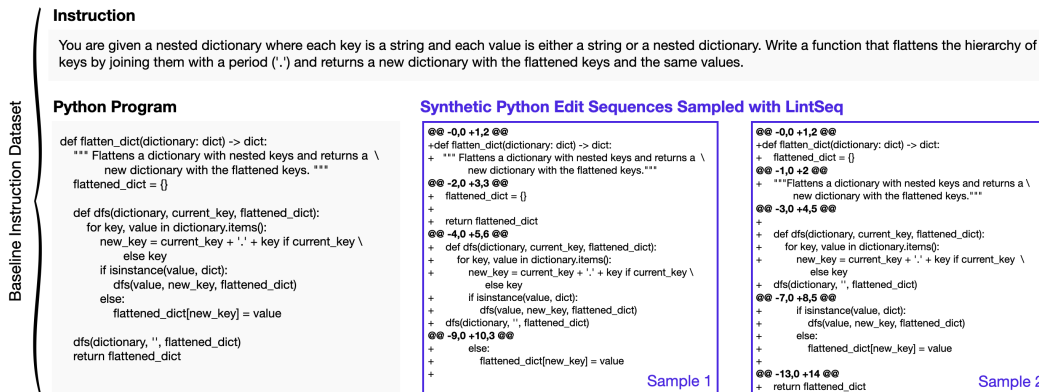 Baseline Instruction Dataset
Instruction
You are given a nested dictionary where each key is a string and each value is either a string or a nested dictionary. Write a function that flattens the hierarchy of
keys by joining them with a period ('.') and returns a new dictionary with the flattened keys and the same values.
Python Program
def flatten_dict(dictionary: dict) -> dict:
""" Flattens a dictionary with nested keys and returns a \
new dictionary with the flattened keys. """
flattened_dict = {}
def dfs(dictionary, current_key, flattened_dict):
for key, value in dictionary.items():
new_key = current_key + '.' + key if current_key \
else key
if isinstance(value, dict):
dfs(value, new_key, flattened_dict)
else:
flattened_dict[new_key] = value
dfs(dictionary, '', flattened_dict)
return flattened_dict
Synthetic Python Edit Sequences Sampled with LintSeq
@@ -0,0 +1,2 @@
+def flatten_dict(dictionary: dict) -> dict:
+ """ Flattens a dictionary with nested keys and returns a \
new dictionary with the flattened keys."""
@@ -2,0 +3,3 @@
+ flattened_dict = {}
+
+ return flattened_dict
@@ -4,0 +5,6 @@
+ def dfs(dictionary, current_key, flattened_dict):
+ for key, value in dictionary.items():
+ new_key = current_key + '.' + key if current_key \
else key
+ if isinstance(value, dict):
+ dfs(value, new_key, flattened_dict)
+ dfs(dictionary, '', flattened_dict)
@@ -9,0 +10,3 @@
+ else:
+ flattened_dict[new_key] = value
+
Sample 1
@@ -0,0 +1,2 @@
+def flatten_dict(dictionary: dict) -> dict:
+ flattened_dict = {}
@@ -1,0 +2 @@
+ """Flattens a dictionary with nested keys and returns a \
new dictionary with the flattened keys."""
@@ -3,0 +4,5 @@
+
+ def dfs(dictionary, current_key, flattened_dict):
+ for key, value in dictionary.items():
+ new_key = current_key + '.' + key if current_key \
else key
+ dfs(dictionary, '', flattened_dict)
@@ -7,0 +8,5 @@
+ if isinstance(value, dict):
+ dfs(value, new_key, flattened_dict)
+ else:
+ flattened_dict[new_key] = value
+
@@ -13,0 +14 @@
+ return flattened_dict
Sample 2